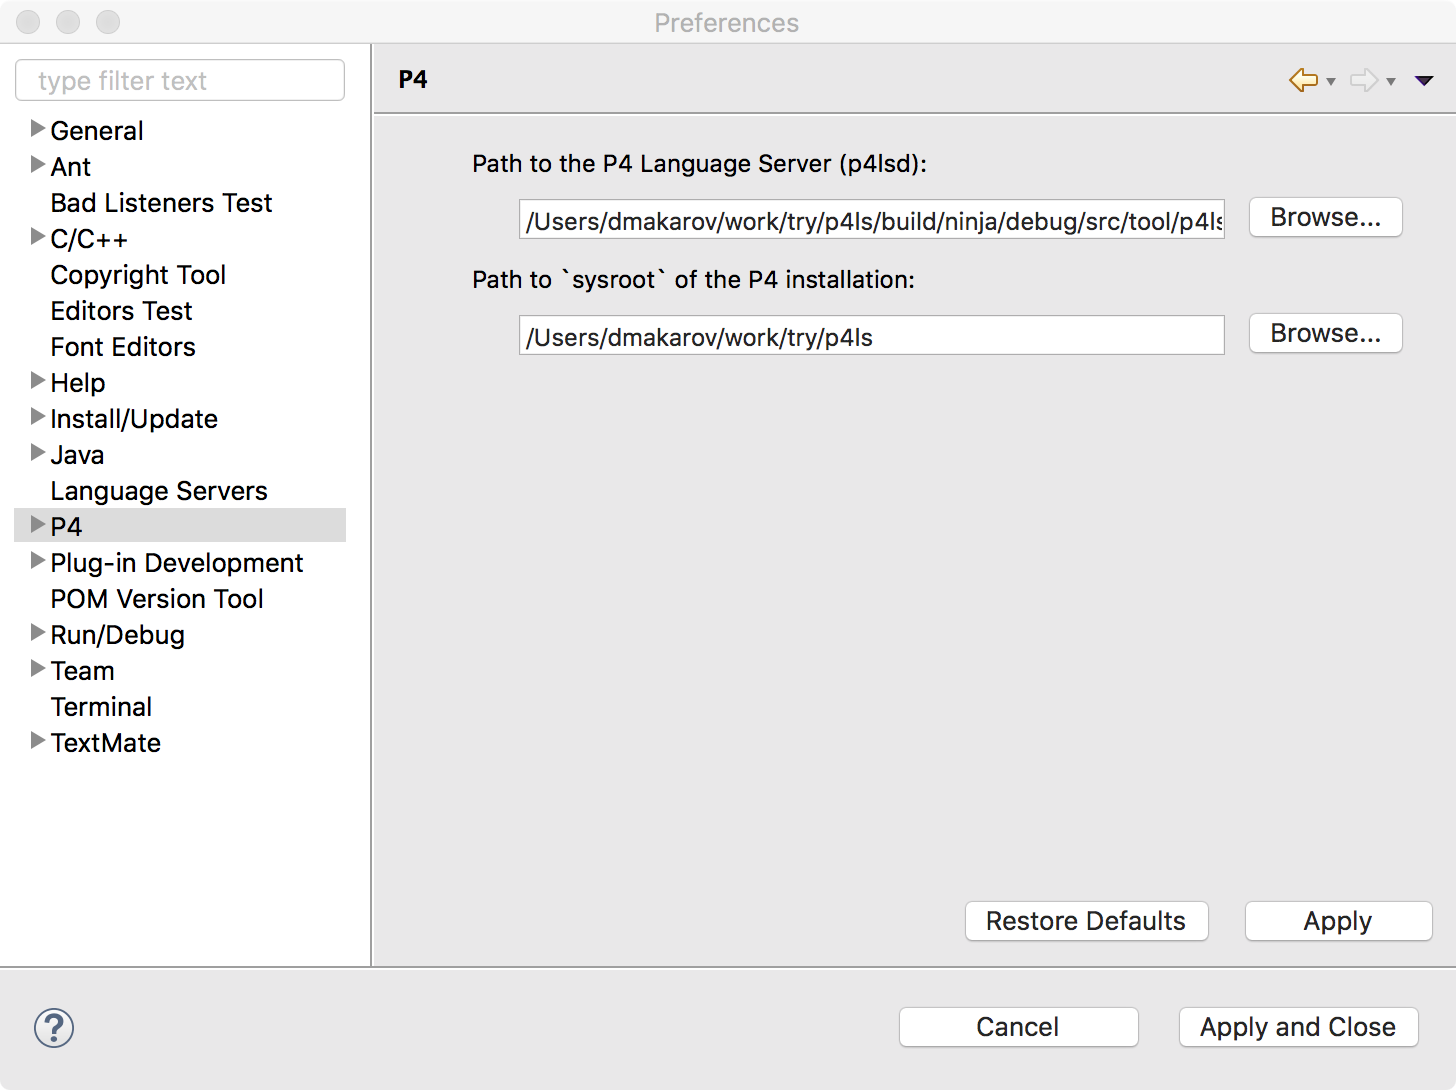 Preferences
type filter text
General
Ant
Bad Listeners Test
C/C++
Copyright Tool
Editors Test
Font Editors
Help
Install/Update
Java
Language Servers
P4
Plug-in Development
POM Version Tool
Run/Debug
Team
Terminal
TextMate
P4
Path to the P4 Language Server (p4lsd):
/Users/dmakarov/work/try/p4ls/build/ninja/debug/src/tool/p4ls
Browse...
Path to `sysroot` of the P4 installation:
/Users/dmakarov/work/try/p4ls
Browse...
Restore Defaults
Apply
?
Cancel
Apply and Close